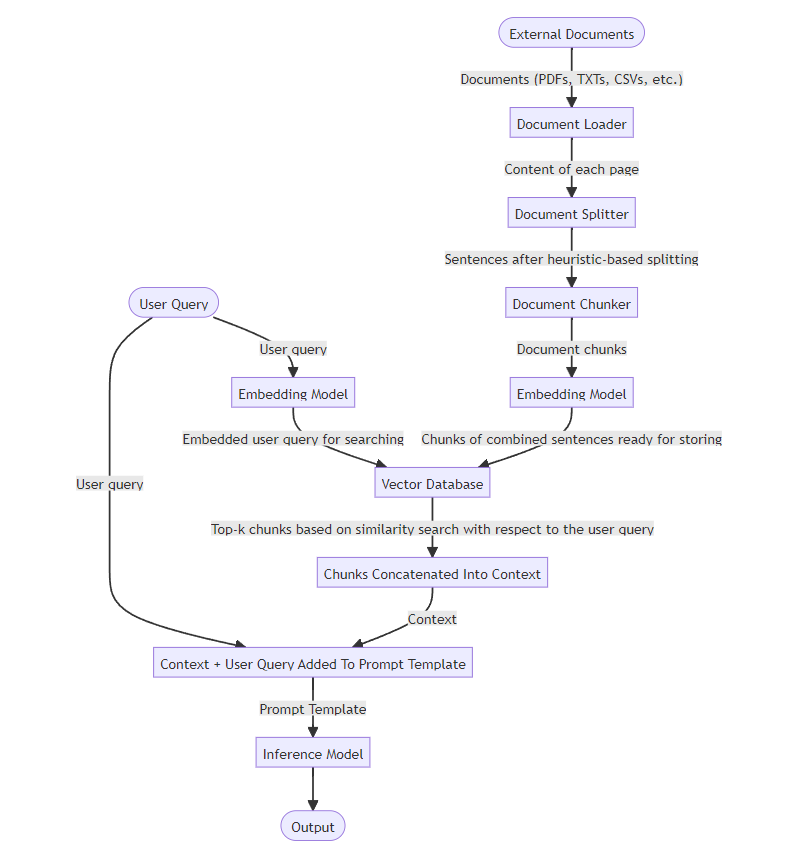 External Documents
Documents (PDFs, TXTs, CSVs, etc.)
Document Loader
Content of each page
Document Splitter
Sentences after heuristic-based splitting
User Query
Document Chunker
User query
Document chunks
Embedding Model
Embedding Model
Embedded user query for searching
Chunks of combined sentences ready for storing
User query
Vector Database
Top-k chunks based on similarity search with respect to the user query
Chunks Concatenated Into Context
Context
Context + User Query Added To Prompt Template
Prompt Template
Inference Model
Output